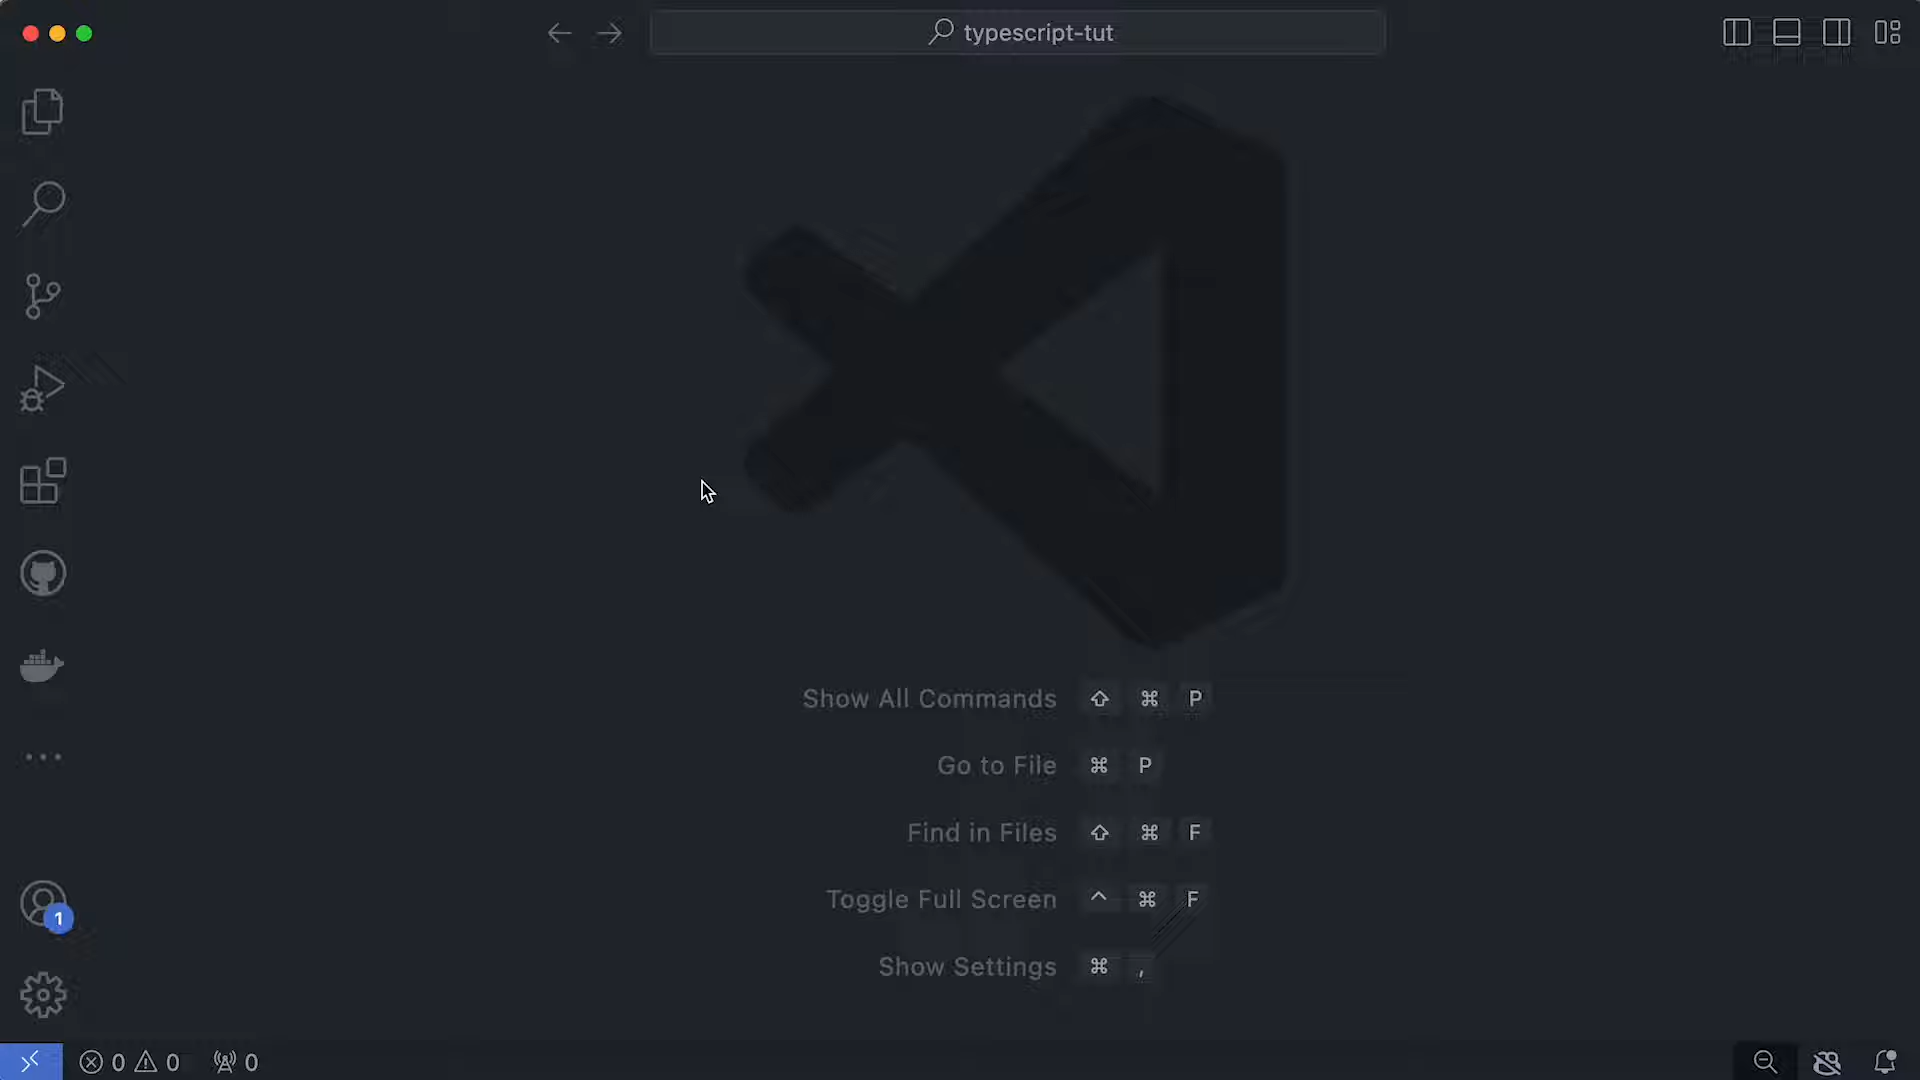 typescript-tut
Show All Commands ⇧ ⌘ P
Go to File ⌘ P
Find in Files ⇧ ⌘ F
Toggle Full Screen ^ ⌘ F
Show Settings ⌘ ,
1
0 0 0